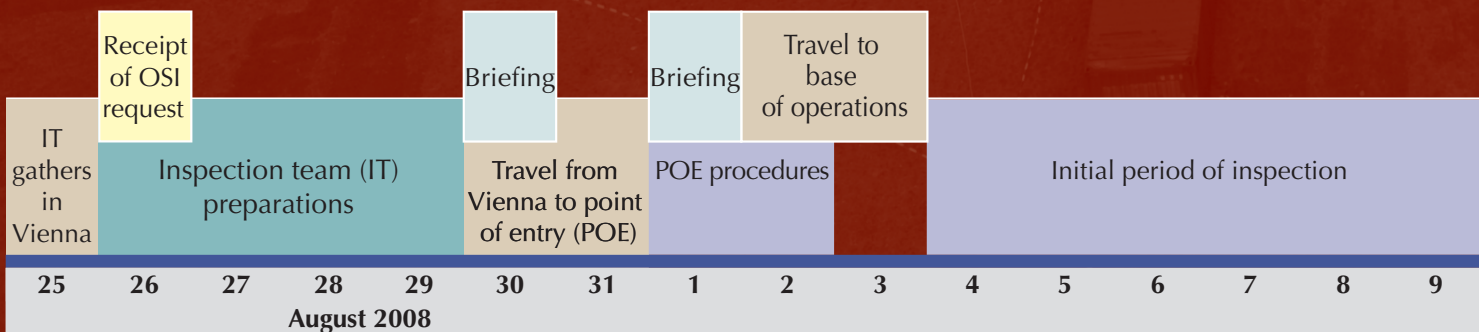 Receipt
of OSI
request
Briefing
Briefing
Travel to
base
of operations
IT
gathers
in
Vienna
Inspection team (IT)
preparations
Travel from
Vienna to point
of entry (POE)
POE procedures
Initial period of inspection
25 26 27 28 29 30 31 1 2 3 4 5 6 7 8 9
August 2008